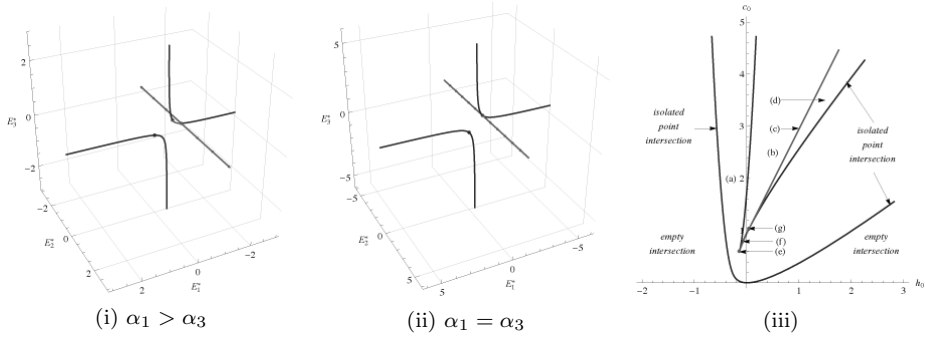 2
0
−2
E₃*
−2
0
2
E₂*
2
0
−2
E₁*
(i) α₁ > α₃
5
0
−5
E₃*
−5
0
5
E₂*
5
0
−5
E₁*
(ii) α₁ = α₃
c₀
5
4
3
2
isolated
point
intersection
(d)
(c)
(b)
(a)
isolated
point
intersection
(g)
(f)
(e)
empty
intersection
empty
intersection
−2
−1
1
2
3
h₀
(iii)